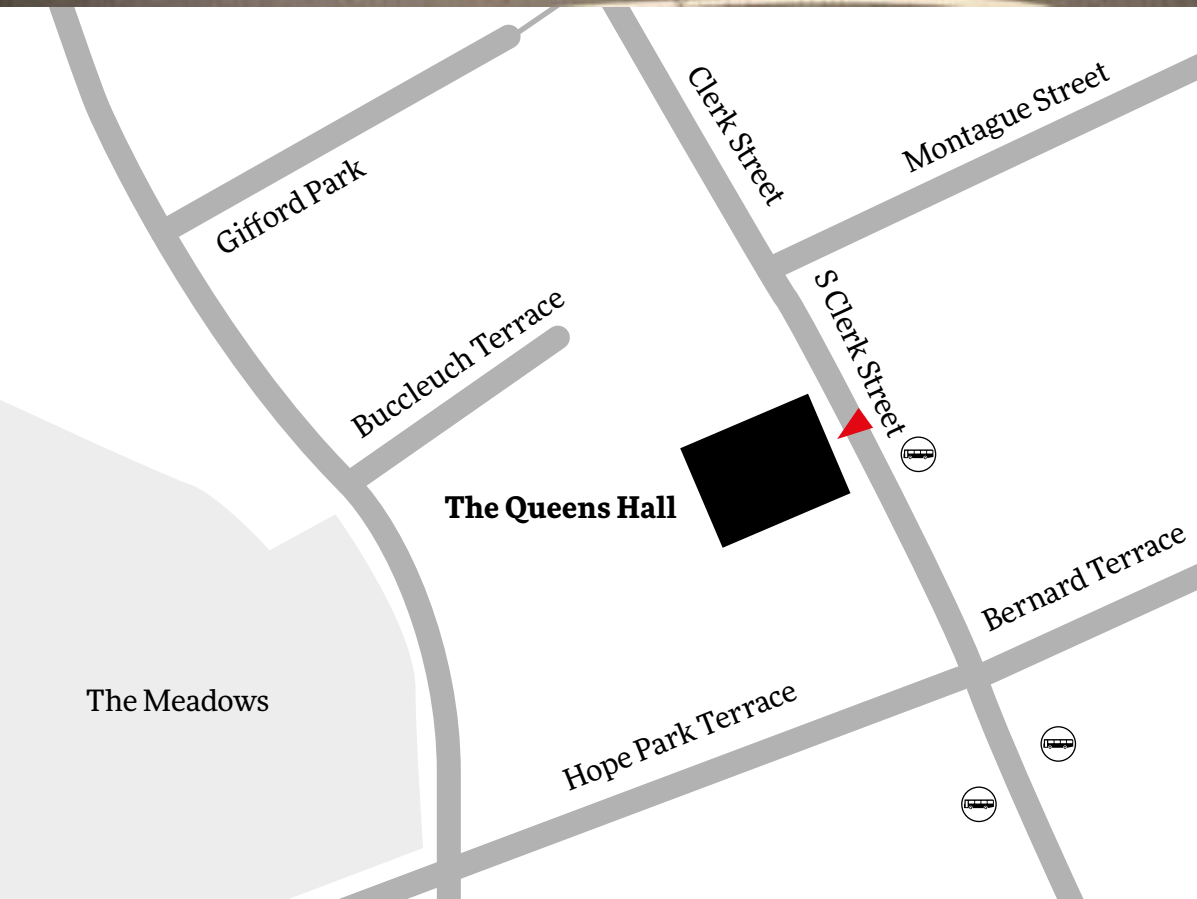 Clerk Street
Montague Street
Gifford Park
S Clerk Street
Buccleuch Terrace
The Queens Hall
Bernard Terrace
The Meadows
Hope Park Terrace